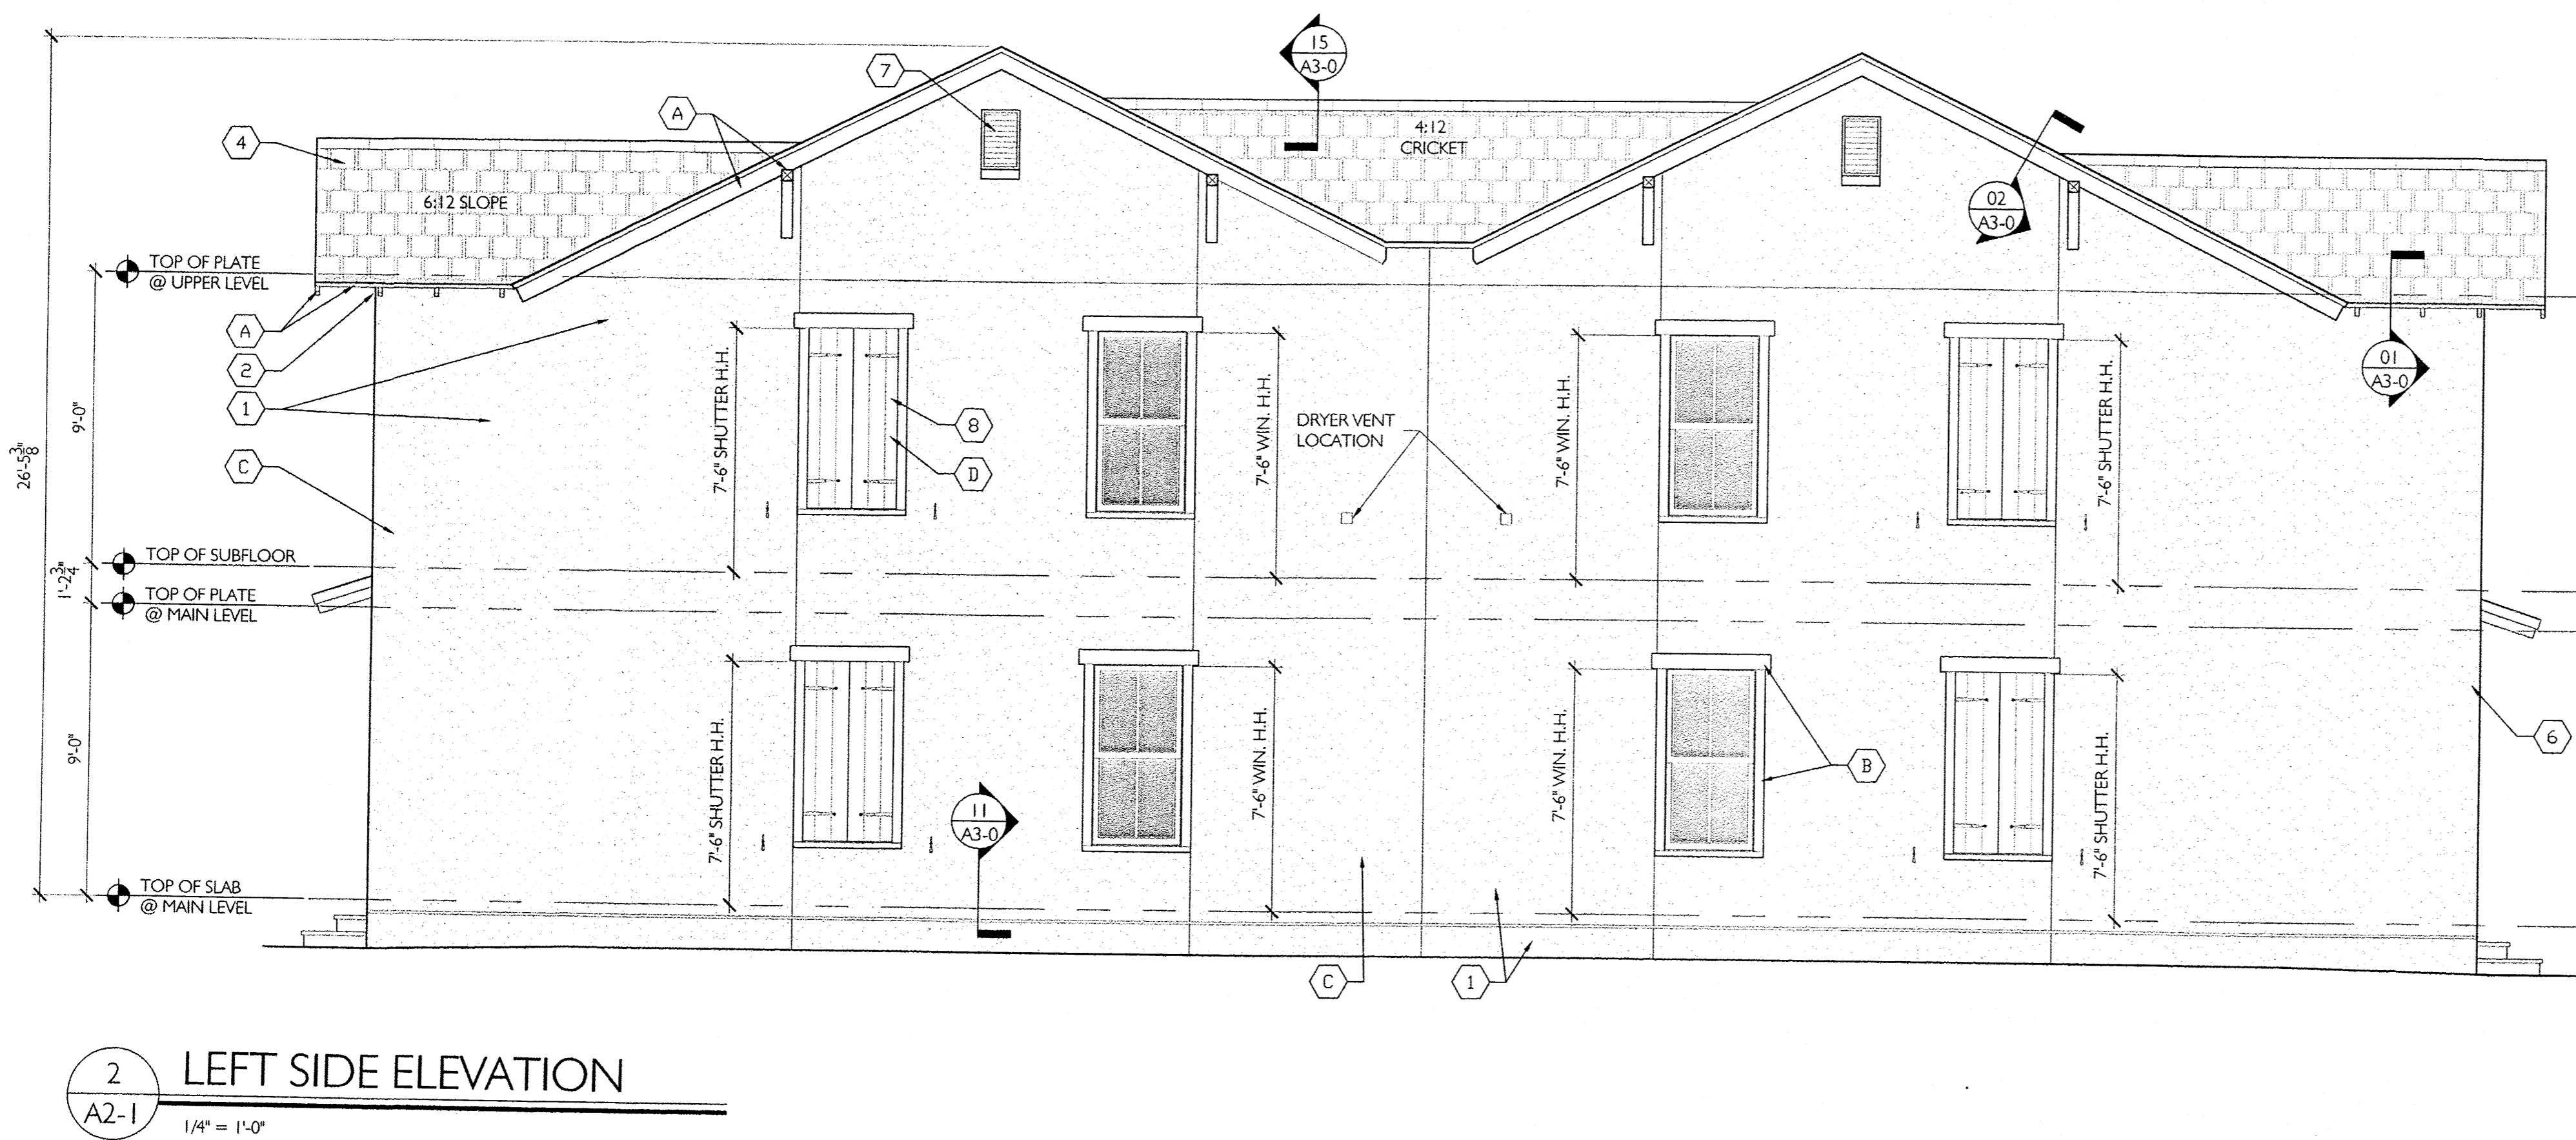 15
A3-0
7
A
4
4:12
CRICKET
02
A3-0
6:12 SLOPE
TOP OF PLATE
@ UPPER LEVEL
A
2
1
C
01
A3-0
9'-0"
26'-5 3/8"
7'-6" SHUTTER H.H.
8
D
7'-6" WIN. H.H.
DRYER VENT
LOCATION
7'-6" WIN. H.H.
7'-6" SHUTTER H.H.
TOP OF SUBFLOOR
1'-2 3/4"
TOP OF PLATE
@ MAIN LEVEL
9'-0"
7'-6" SHUTTER H.H.
11
A3-0
7'-6" WIN. H.H.
7'-6" WIN. H.H.
B
7'-6" SHUTTER H.H.
6
TOP OF SLAB
@ MAIN LEVEL
C
1
2
A2-1
LEFT SIDE ELEVATION
1/4" = 1'-0"